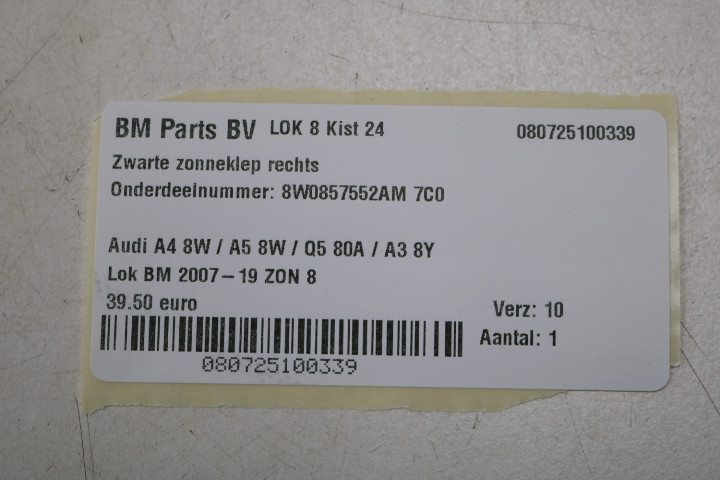 BM Parts BV LOK 8 Kist 24 080725100339
Zwarte zonneklep rechts
Onderdeelnummer: 8W0857552AM 7C0
Audi A4 8W / A5 8W / Q5 80A / A3 8Y
Lok BM 2007-19 ZON 8
39.50 euro Verz: 10
Aantal: 1
080725100339